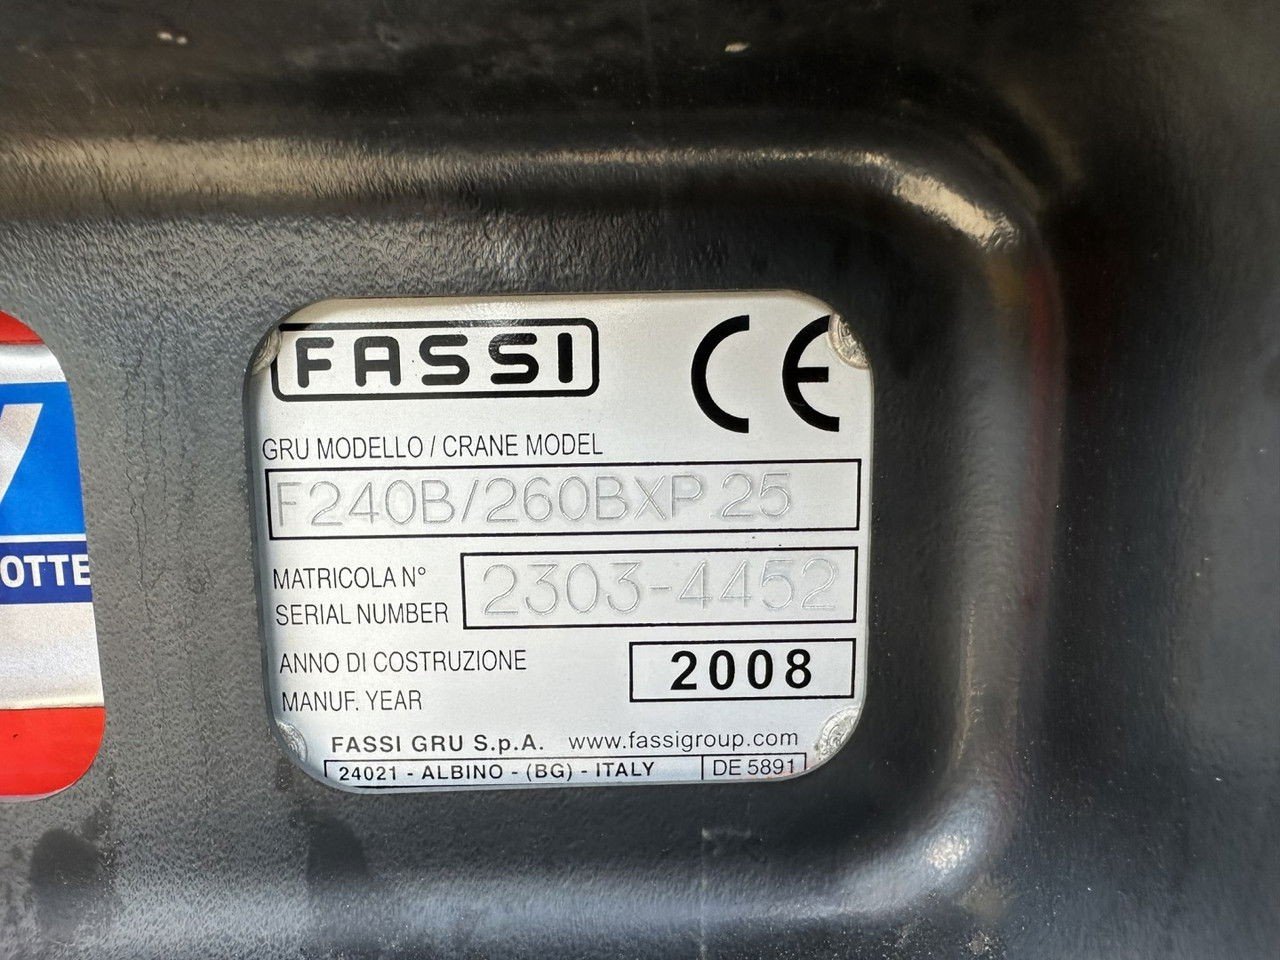 FASSI CE
GRU MODELLO / CRANE MODEL
F240B/260BXP 25
MATRICOLA N°
SERIAL NUMBER
2303-4452
ANNO DI COSTRUZIONE
MANUF. YEAR
2008
FASSI GRU S.p.A. www.fassigroup.com
24021 - ALBINO - (BG) - ITALY DE 5891
OTTE